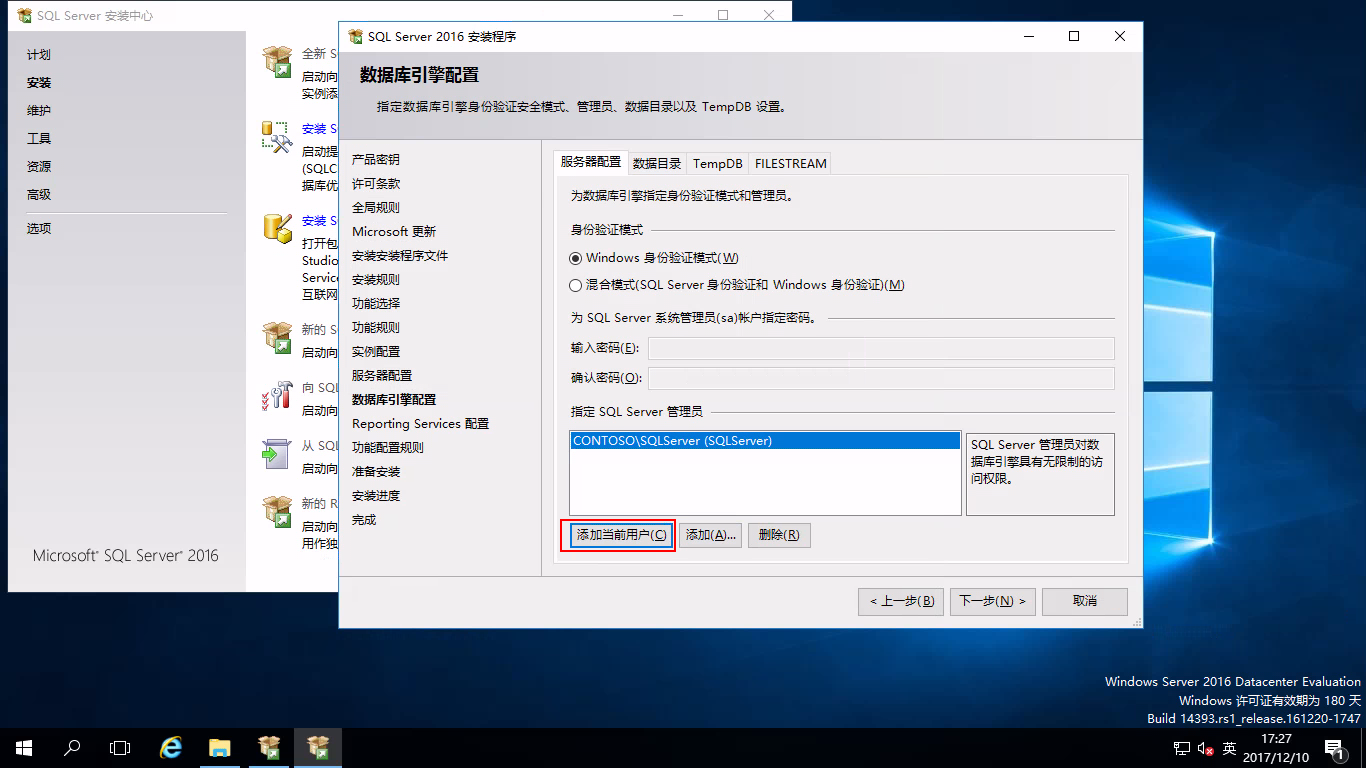 SQL Server 安装中心
计划
安装
维护
工具
资源
高级
选项
Microsoft® SQL Server® 2016
全新 S
启动向
实例添
安装 S
启动提
(SQLC
据库优
安装 S
打开包
Studio
Service
互联网
新的 S
启动向
向 SQL
启动向
从 SQL
启动向
新的 R
启动向
用作独
SQL Server 2016 安装程序
数据库引擎配置
指定数据库引擎身份验证安全模式、管理员、数据目录以及 TempDB 设置。
产品密钥
许可条款
全局规则
Microsoft 更新
安装安装程序文件
安装规则
功能选择
功能规则
实例配置
服务器配置
数据库引擎配置
Reporting Services 配置
功能配置规则
准备安装
安装进度
完成
服务器配置 数据目录 TempDB FILESTREAM
为数据库引擎指定身份验证模式和管理员。
身份验证模式
Windows 身份验证模式(W)
混合模式(SQL Server 身份验证和 Windows 身份验证)(M)
为 SQL Server 系统管理员(sa)帐户指定密码。
输入密码(E):
确认密码(O):
指定 SQL Server 管理员
CONTOSO\SQLServer (SQLServer)
SQL Server 管理员对数
据库引擎具有无限制的访
问权限。
添加当前用户(C) 添加(A)... 删除(R)
< 上一步(B) 下一步(N) > 取消
Windows Server 2016 Datacenter Evaluation
Windows 许可证有效期为 180 天
Build 14393.rs1_release.161220-1747
英
17:27
2017/12/10
1